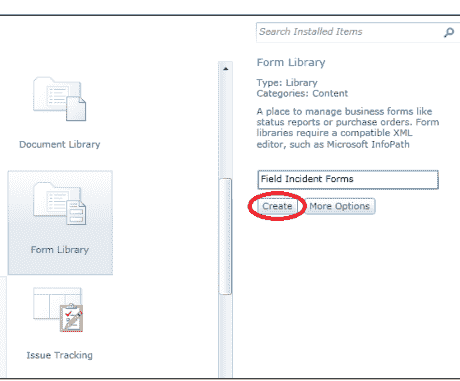 Search Installed Items
Form Library
Type: Library
Categories: Content
A place to manage business forms like
status reports or purchase orders. Form
libraries require a compatible XML
editor, such as Microsoft InfoPath
Field Incident Forms
Create
More Options
Document Library
Form Library
Issue Tracking